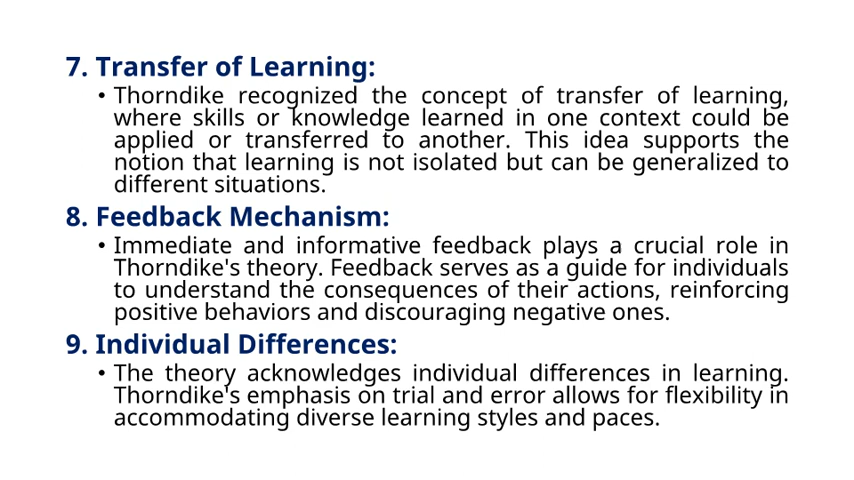 7. Transfer of Learning:
• Thorndike recognized the concept of transfer of learning,
where skills or knowledge learned in one context could be
applied or transferred to another. This idea supports the
notion that learning is not isolated but can be generalized to
different situations.
8. Feedback Mechanism:
• Immediate and informative feedback plays a crucial role in
Thorndike's theory. Feedback serves as a guide for individuals
to understand the consequences of their actions, reinforcing
positive behaviors and discouraging negative ones.
9. Individual Differences:
• The theory acknowledges individual differences in learning.
Thorndike's emphasis on trial and error allows for flexibility in
accommodating diverse learning styles and paces.